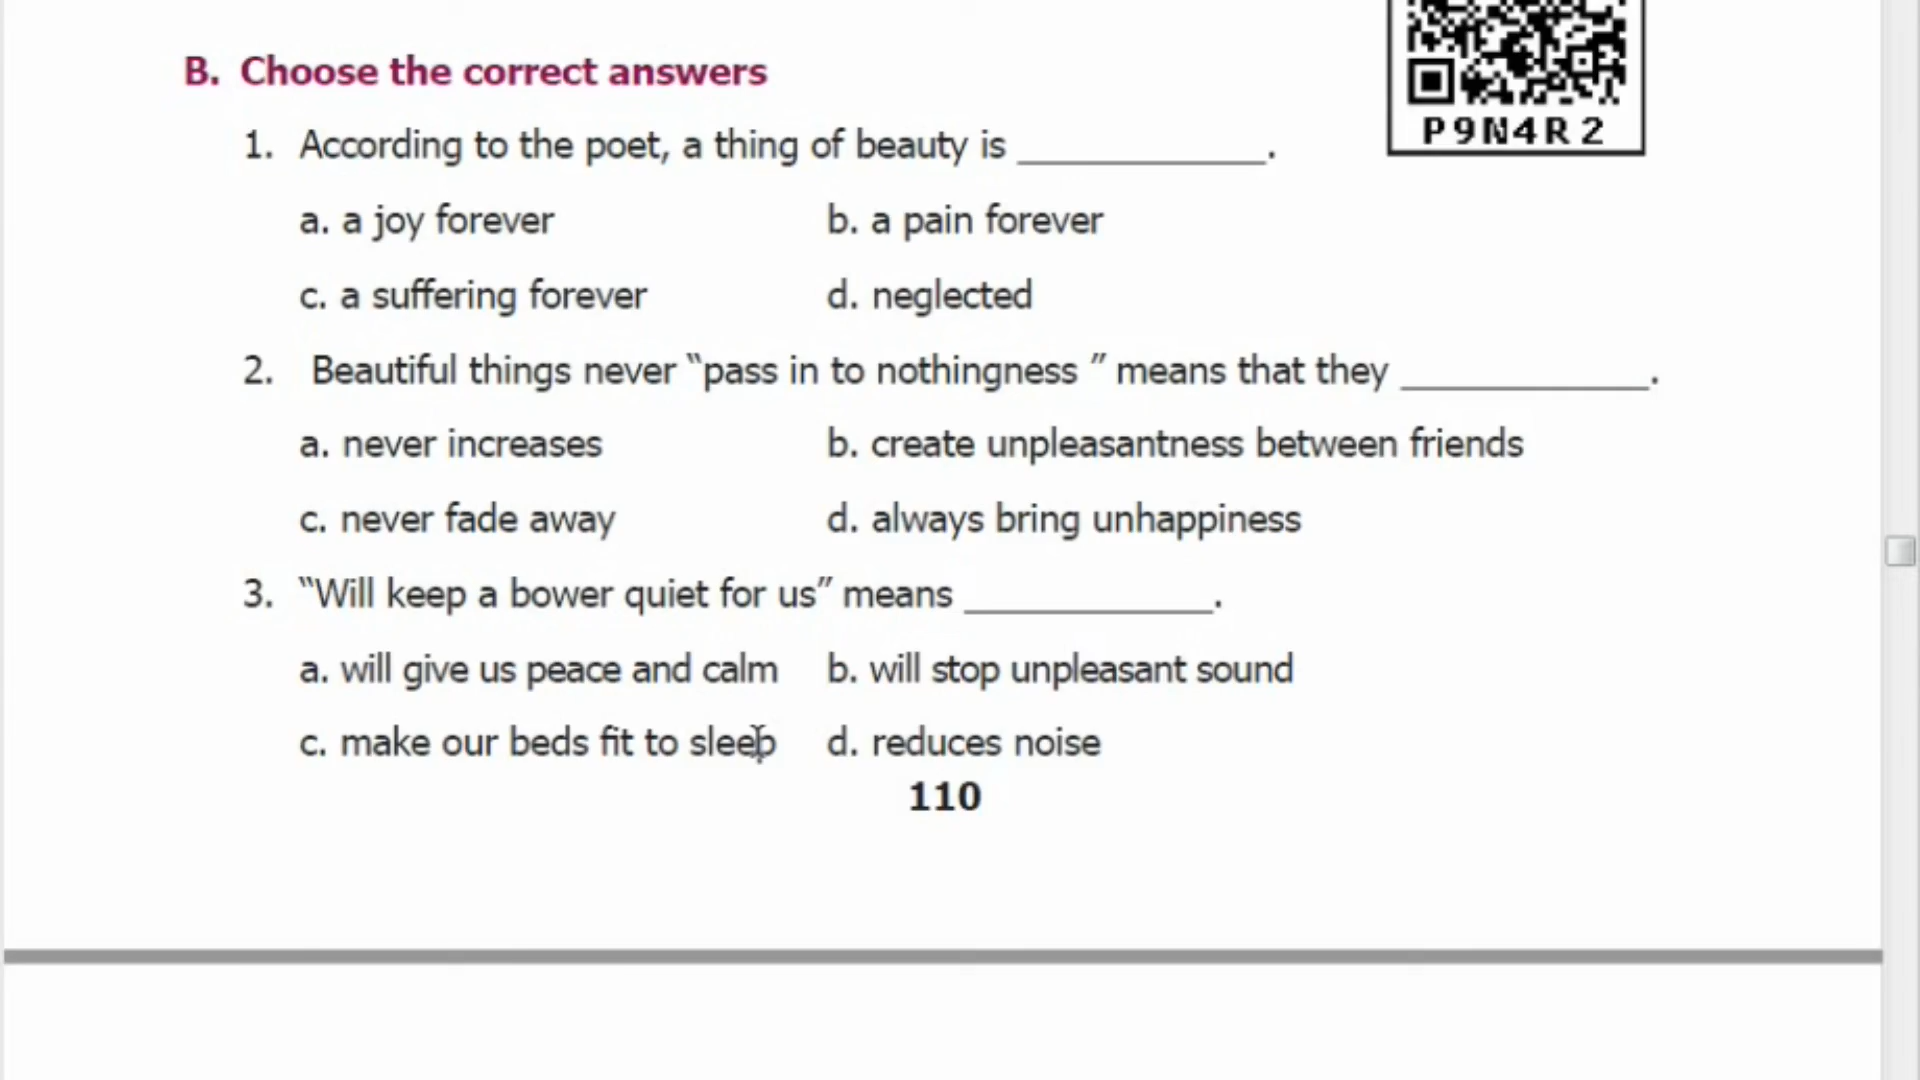 P9N4R2
B. Choose the correct answers
1. According to the poet, a thing of beauty is ____________.
a. a joy forever b. a pain forever
c. a suffering forever d. neglected
2. Beautiful things never “pass in to nothingness ” means that they ____________.
a. never increases b. create unpleasantness between friends
c. never fade away d. always bring unhappiness
3. “Will keep a bower quiet for us” means ____________.
a. will give us peace and calm b. will stop unpleasant sound
c. make our beds fit to sleep d. reduces noise
110